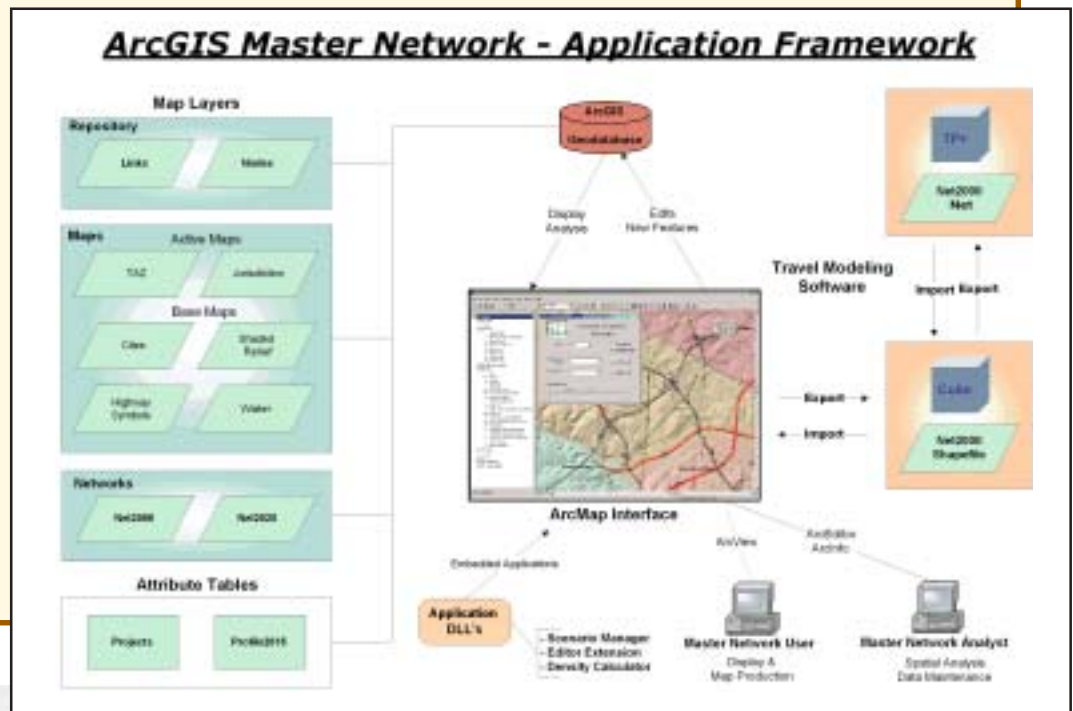 ArcGIS Master Network - Application Framework
Map Layers
Repository
Links
Nodes
Maps
Active Maps
TAZ
Jurisdiction
Base Maps
Cities
Shaded
Relief
Highway
Symbols
Water
Networks
Net2000
Net2020
Attribute Tables
Projects
ArcGIS
Geodatabase
Display
Analysis
Edits
New Features
ArcMap Interface
Embedded Applications
Application
DLL's
- Scenario Manager
- Editor Extension
- Density Calculator
ArcView
ArcEditor
ArcInfo
Master Network User
Display &
Map Production
Master Network Analyst
Spatial Analysis
Data Maintenance
Travel Modeling
Software
TP+
Net2000
Net
Import Export
Export
Import
Cube
Net2000
Shapefile